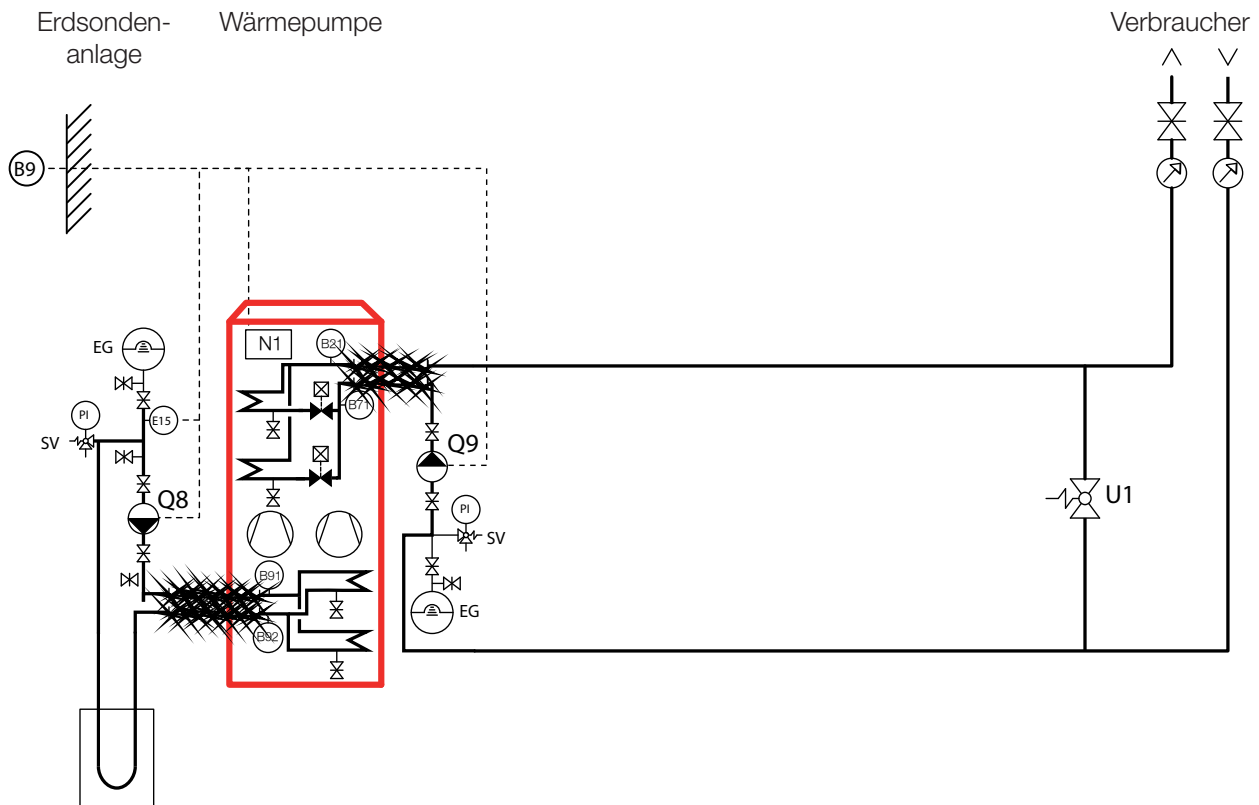 Erdsonden-
anlage
Wärmepumpe
Verbraucher
B9
N1
B21
EG
B71
PI
E15
SV
Q9
Q8
PI
U1
SV
B91
EG
B92